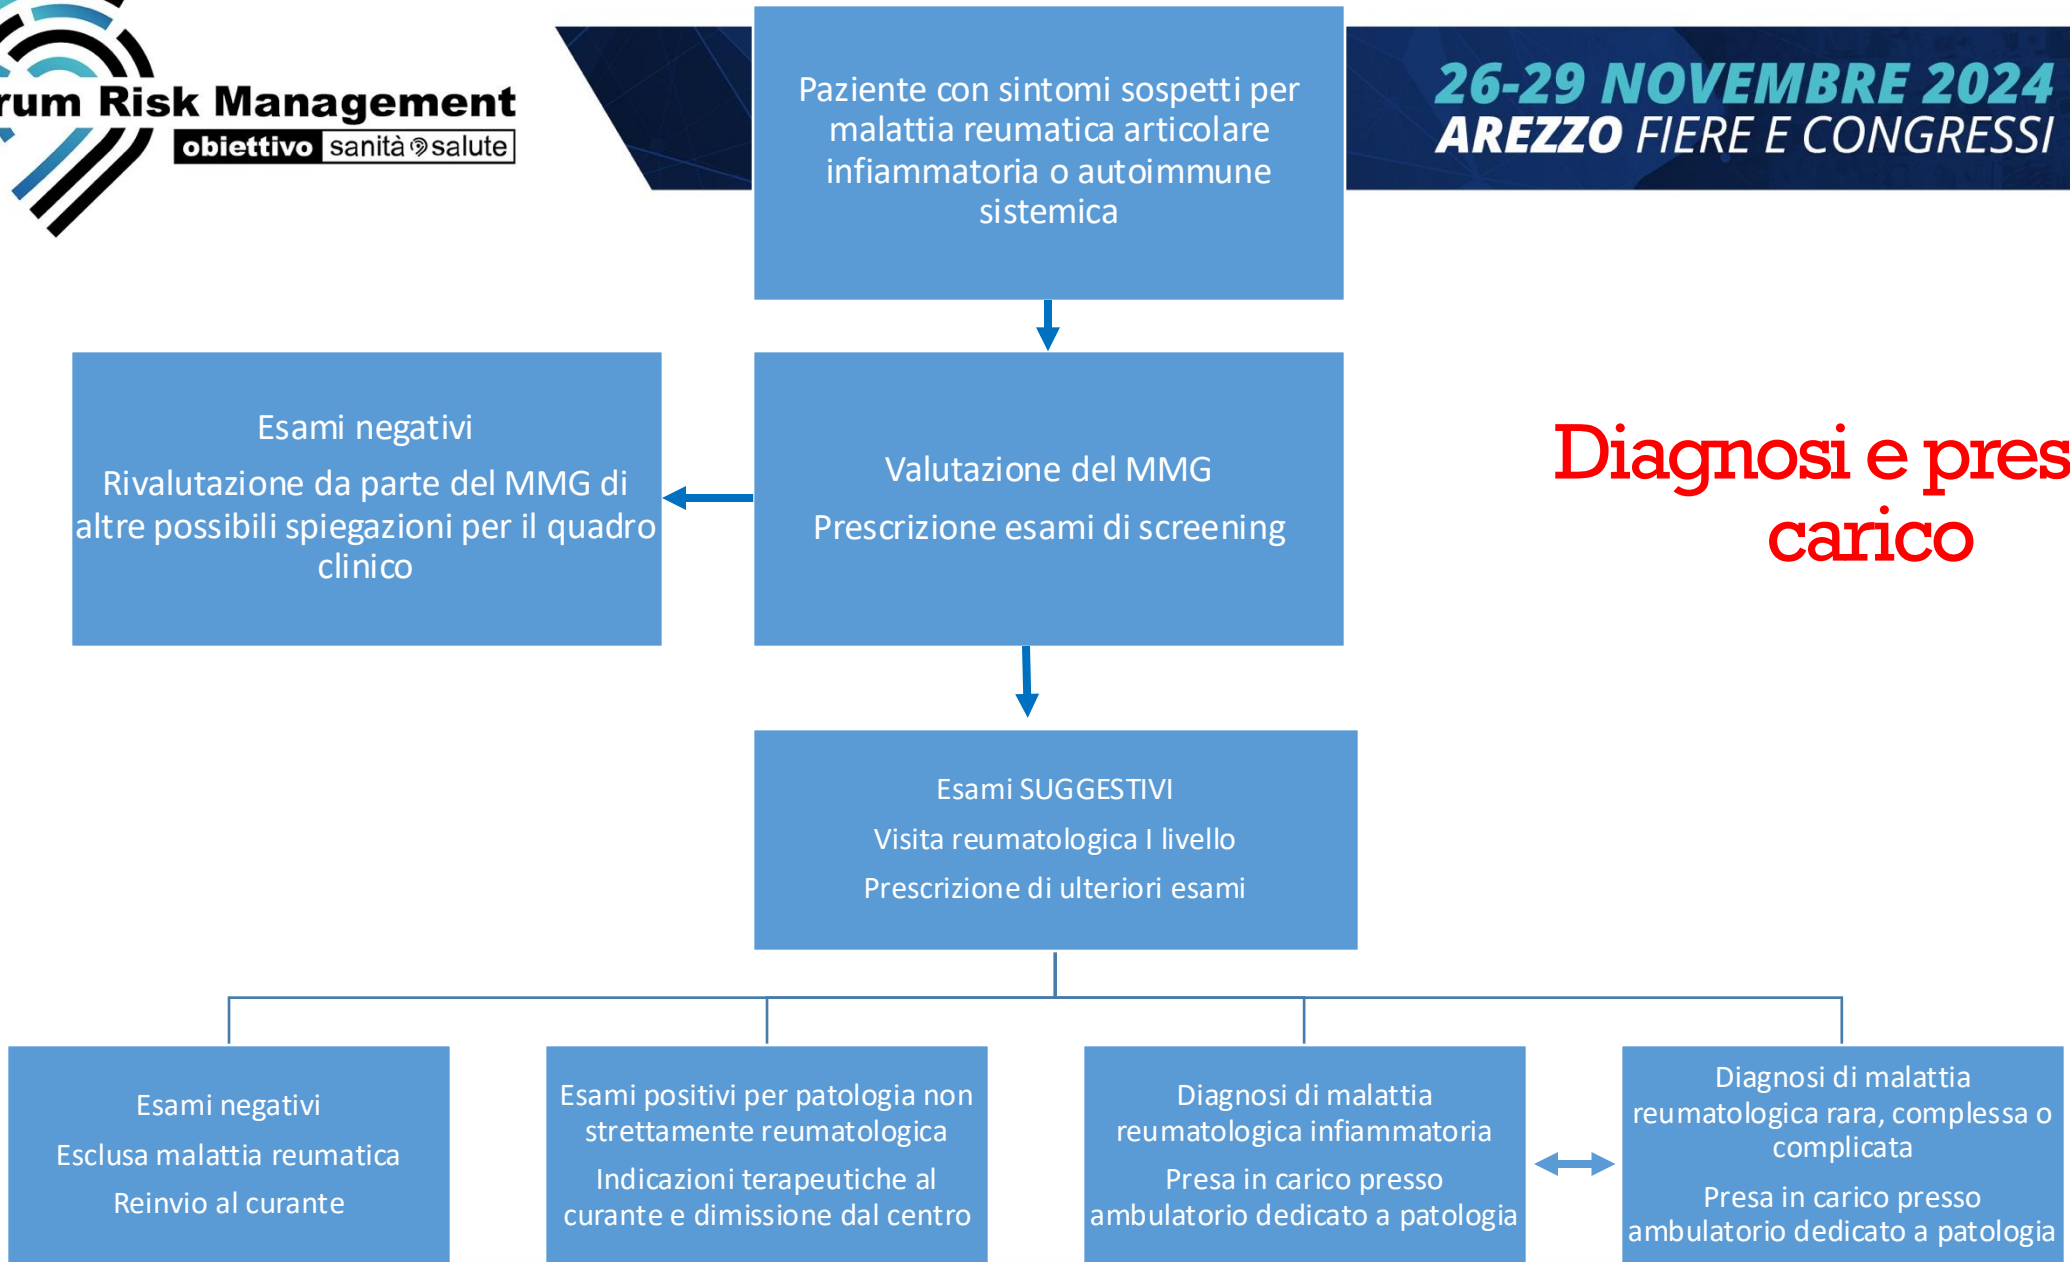 rum Risk Management
obiettivo sanità salute
26-29 NOVEMBRE 2024
AREZZO FIERE E CONGRESSI
Paziente con sintomi sospetti per
malattia reumatica articolare
infiammatoria o autoimmune
sistemica
Esami negativi
Rivalutazione da parte del MMG di
altre possibili spiegazioni per il quadro
clinico
Valutazione del MMG
Prescrizione esami di screening
Diagnosi e pres
carico
Esami SUGGESTIVI
Visita reumatologica I livello
Prescrizione di ulteriori esami
Esami negativi
Esclusa malattia reumatica
Reinvio al curante
Esami positivi per patologia non
strettamente reumatologica
Indicazioni terapeutiche al
curante e dimissione dal centro
Diagnosi di malattia
reumatologica infiammatoria
Presa in carico presso
ambulatorio dedicato a patologia
Diagnosi di malattia
reumatologica rara, complessa o
complicata
Presa in carico presso
ambulatorio dedicato a patologia